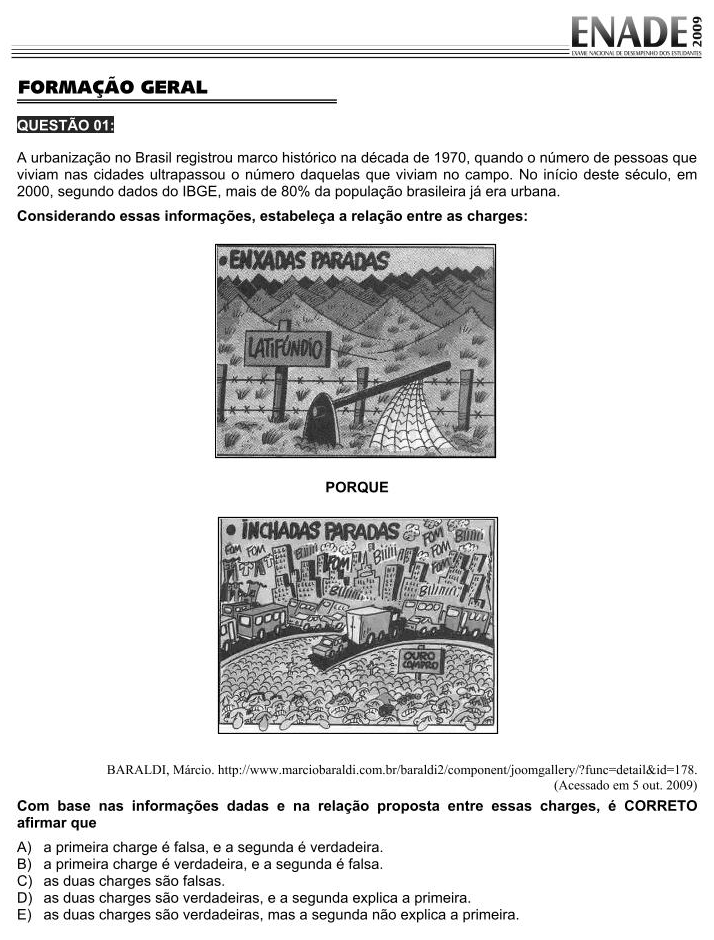 ENADE 2009
EXAME NACIONAL DE DESEMPENHO DOS ESTUDANTES
FORMAÇÃO GERAL
QUESTÃO 01:
A urbanização no Brasil registrou marco histórico na década de 1970, quando o número de pessoas que
viviam nas cidades ultrapassou o número daquelas que viviam no campo. No início deste século, em
2000, segundo dados do IBGE, mais de 80% da população brasileira já era urbana.
Considerando essas informações, estabeleça a relação entre as charges:
• ENXADAS PARADAS
LATIFÚNDIO
PORQUE
• INCHADAS PARADAS
FOM Biiiii
FOM FOM Biiiii FOM Biiiii FOM
FOM
Biiiiiii Biiiiiii
OURO
COMPRO
BARALDI, Márcio. http://www.marciobaraldi.com.br/baraldi2/component/joomgallery/?func=detail&id=178.
(Acessado em 5 out. 2009)
Com base nas informações dadas e na relação proposta entre essas charges, é CORRETO
afirmar que
A) a primeira charge é falsa, e a segunda é verdadeira.
B) a primeira charge é verdadeira, e a segunda é falsa.
C) as duas charges são falsas.
D) as duas charges são verdadeiras, e a segunda explica a primeira.
E) as duas charges são verdadeiras, mas a segunda não explica a primeira.